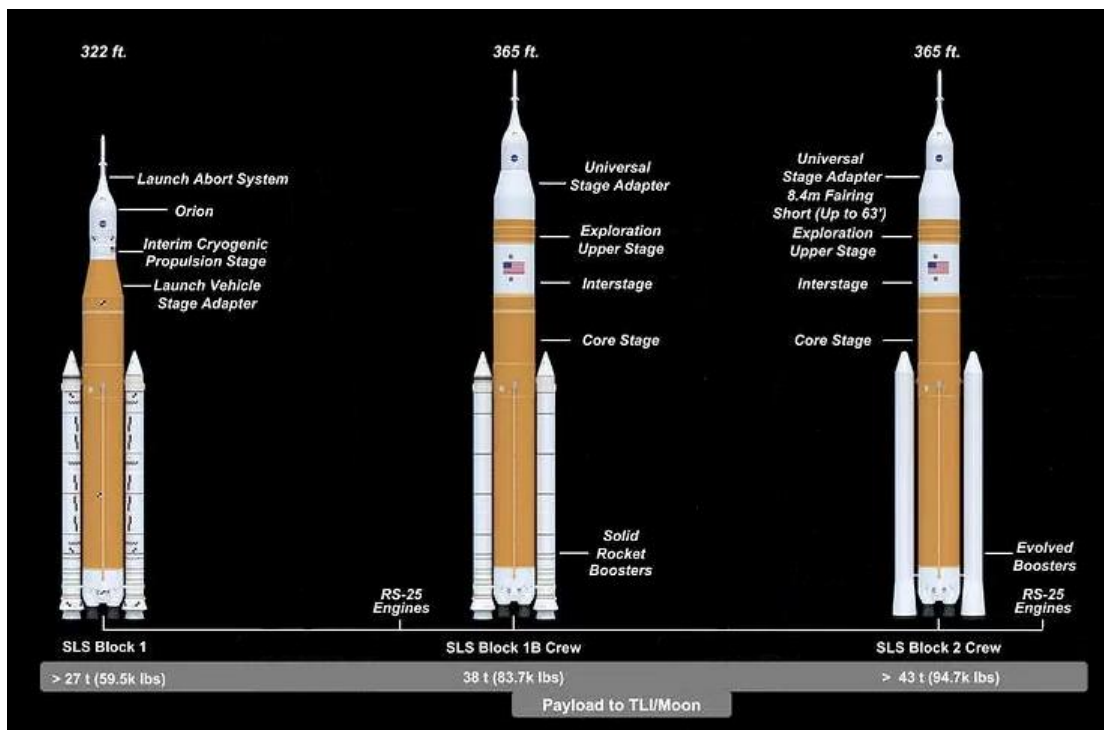 322 ft.
365 ft.
365 ft.
Launch Abort System
Orion
Interim Cryogenic
Propulsion Stage
Launch Vehicle
Stage Adapter
Universal
Stage Adapter
Exploration
Upper Stage
Interstage
Core Stage
Solid
Rocket
Boosters
RS-25
Engines
Universal
Stage Adapter
8.4m Fairing
Short (Up to 63')
Exploration
Upper Stage
Interstage
Core Stage
Evolved
Boosters
RS-25
Engines
SLS Block 1
SLS Block 1B Crew
SLS Block 2 Crew
> 27 t (59.5k lbs)
38 t (83.7k lbs)
> 43 t (94.7k lbs)
Payload to TLI/Moon